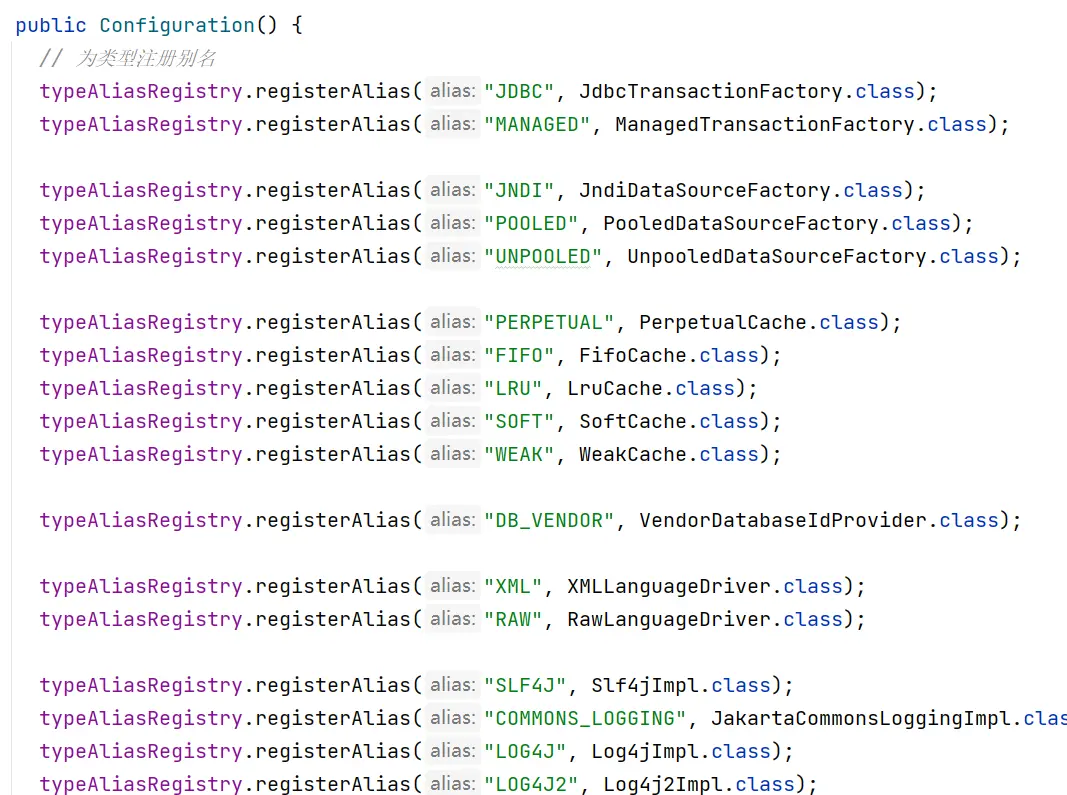 public Configuration() {
// 为类型注册别名
typeAliasRegistry.registerAlias( alias: "JDBC", JdbcTransactionFactory.class);
typeAliasRegistry.registerAlias( alias: "MANAGED", ManagedTransactionFactory.class);
typeAliasRegistry.registerAlias( alias: "JNDI", JndiDataSourceFactory.class);
typeAliasRegistry.registerAlias( alias: "POOLED", PooledDataSourceFactory.class);
typeAliasRegistry.registerAlias( alias: "UNPOOLED", UnpooledDataSourceFactory.class);
typeAliasRegistry.registerAlias( alias: "PERPETUAL", PerpetualCache.class);
typeAliasRegistry.registerAlias( alias: "FIFO", FifoCache.class);
typeAliasRegistry.registerAlias( alias: "LRU", LruCache.class);
typeAliasRegistry.registerAlias( alias: "SOFT", SoftCache.class);
typeAliasRegistry.registerAlias( alias: "WEAK", WeakCache.class);
typeAliasRegistry.registerAlias( alias: "DB_VENDOR", VendorDatabaseIdProvider.class);
typeAliasRegistry.registerAlias( alias: "XML", XMLLanguageDriver.class);
typeAliasRegistry.registerAlias( alias: "RAW", RawLanguageDriver.class);
typeAliasRegistry.registerAlias( alias: "SLF4J", Slf4jImpl.class);
typeAliasRegistry.registerAlias( alias: "COMMONS_LOGGING", JakartaCommonsLoggingImpl.clas
typeAliasRegistry.registerAlias( alias: "LOG4J", Log4jImpl.class);
typeAliasRegistry.registerAlias( alias: "LOG4J2", Log4j2Impl.class);